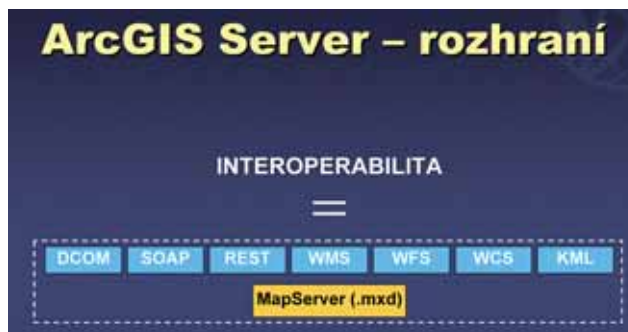 ArcGIS Server – rozhraní
INTEROPERABILITA
=
DCOM SOAP REST WMS WFS WCS KML
MapServer (.mxd)